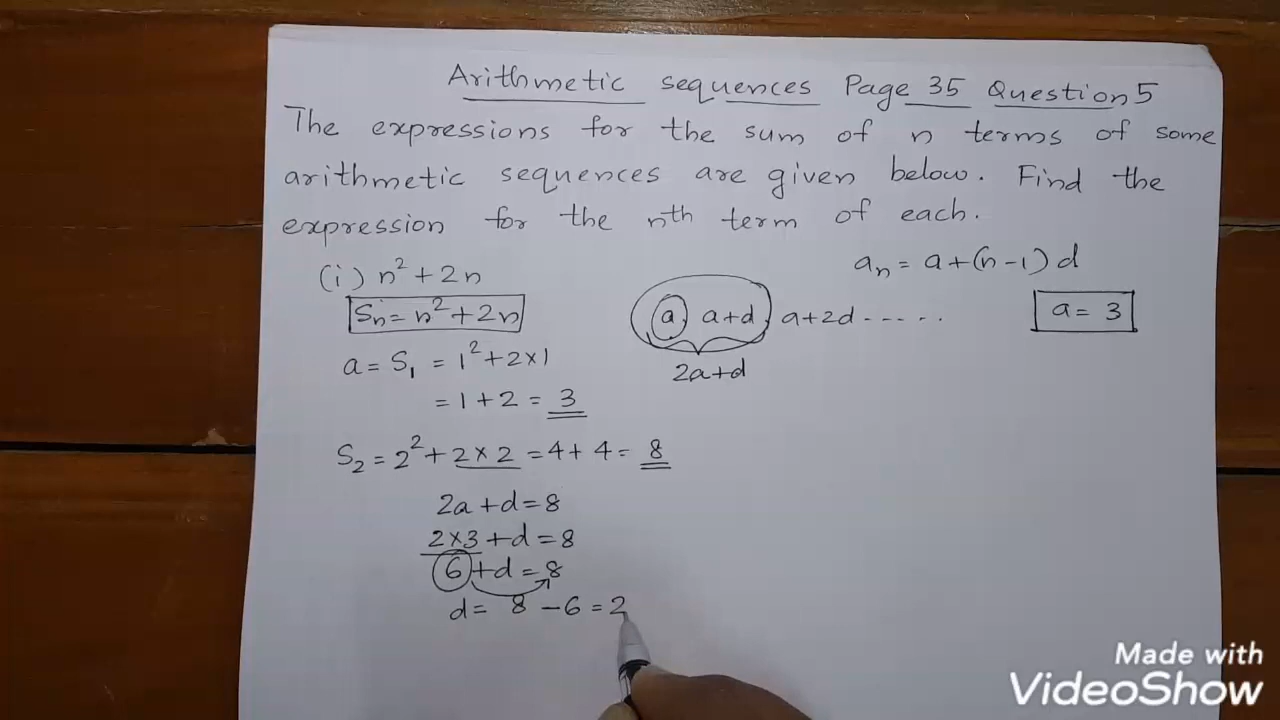 Arithmetic sequences Page 35 Question 5
The expressions for the sum of n terms of some
arithmetic sequences are given below. Find the
expression for the nth term of each.
(i) n² + 2n
aₙ = a + (n - 1) d
Sₙ = n² + 2n
a, a+d, a+2d - - - - -
a = 3
2a+d
a = S₁ = 1² + 2 × 1
= 1 + 2 = 3
S₂ = 2² + 2 × 2 = 4 + 4 = 8
2a + d = 8
2 × 3 + d = 8
6 + d = 8
d = 8 - 6 = 2
Made with
VideoShow